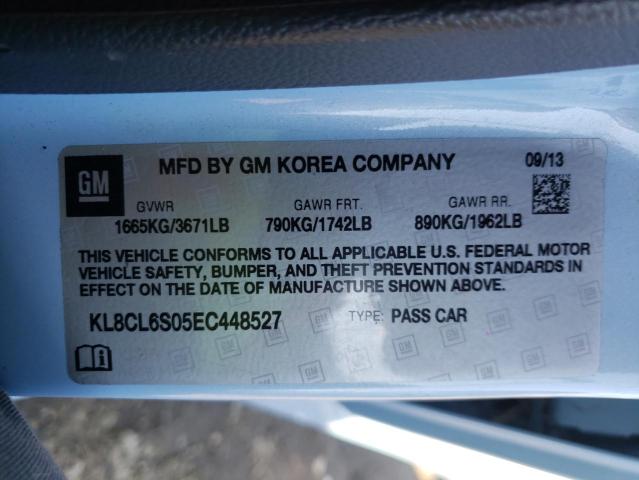 GM
MFD BY GM KOREA COMPANY 09/13
GVWR GAWR FRT. GAWR RR.
1665KG/3671LB 790KG/1742LB 890KG/1962LB
THIS VEHICLE CONFORMS TO ALL APPLICABLE U.S. FEDERAL MOTOR
VEHICLE SAFETY, BUMPER, AND THEFT PREVENTION STANDARDS IN
EFFECT ON THE DATE OF MANUFACTURE SHOWN ABOVE.
KL8CL6S05EC448527 TYPE: PASS CAR